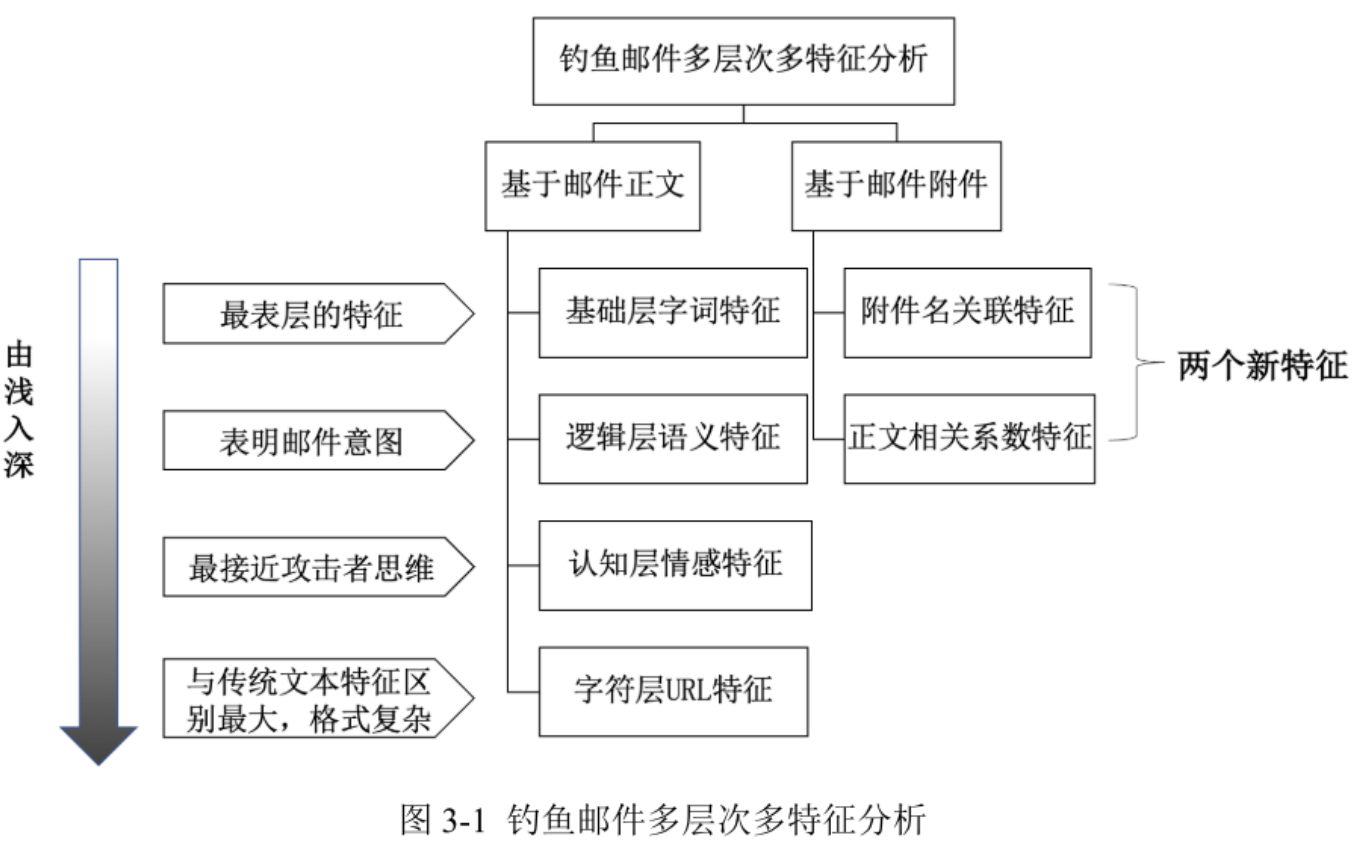 钓鱼邮件多层次多特征分析
基于邮件正文
基于邮件附件
由浅入深
最表层的特征
基础层字词特征
附件名关联特征
两个新特征
表明邮件意图
逻辑层语义特征
正文相关系数特征
最接近攻击者思维
认知层情感特征
与传统文本特征区
别最大，格式复杂
字符层URL特征
图 3-1 钓鱼邮件多层次多特征分析